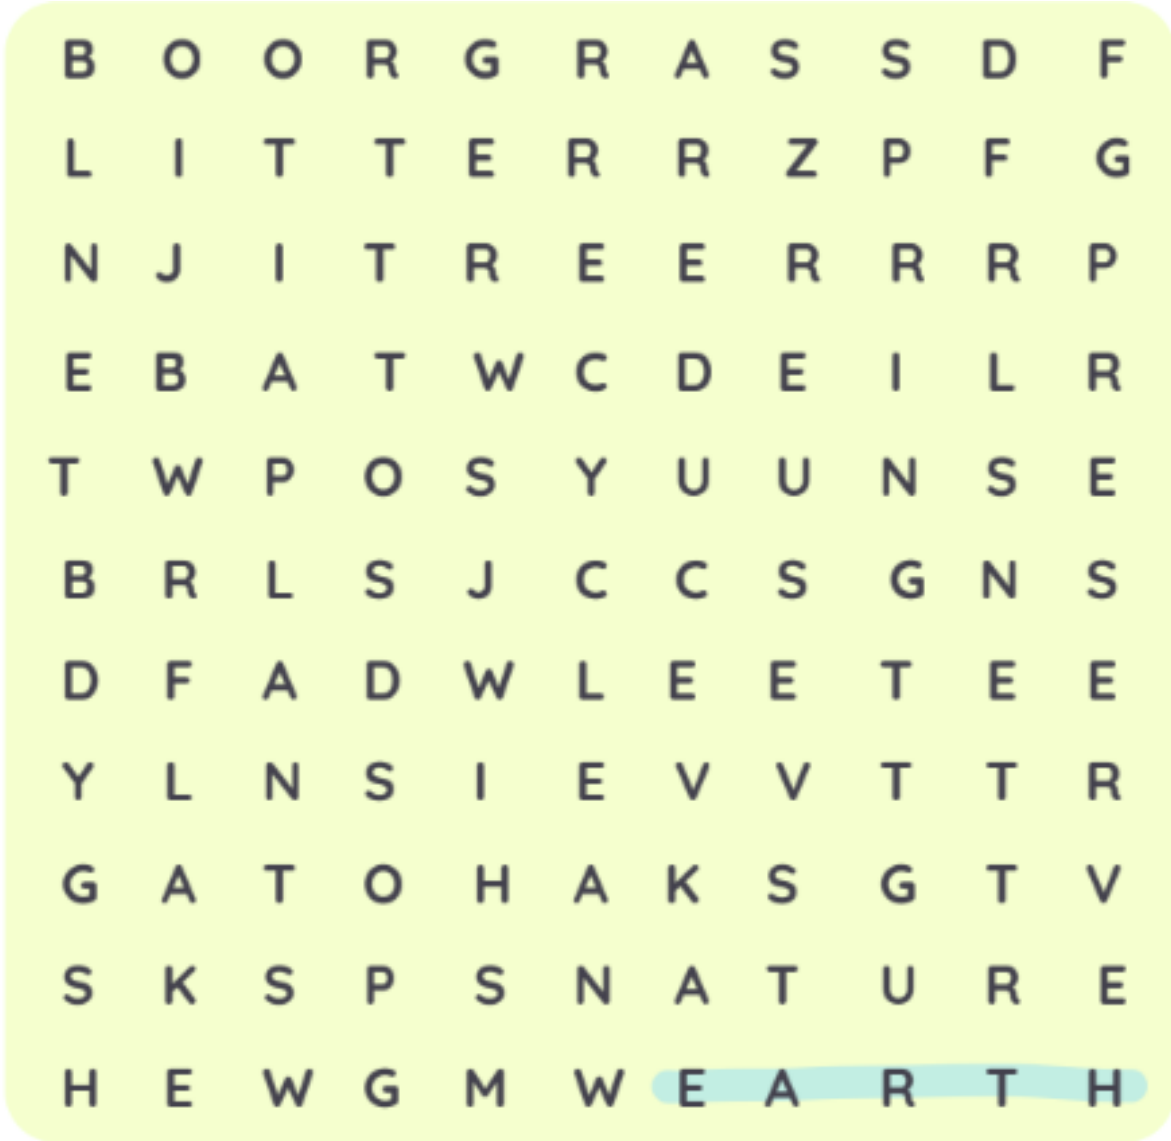 B O O R G R A S S D F
L I T T E R R Z P F G
N J I T R E E R R R P
E B A T W C D E I L R
T W P O S Y U U N S E
B R L S J C C S G N S
D F A D W L E E T E E
Y L N S I E V V T T R
G A T O H A K S G T V
S K S P S N A T U R E
H E W G M W E A R T H